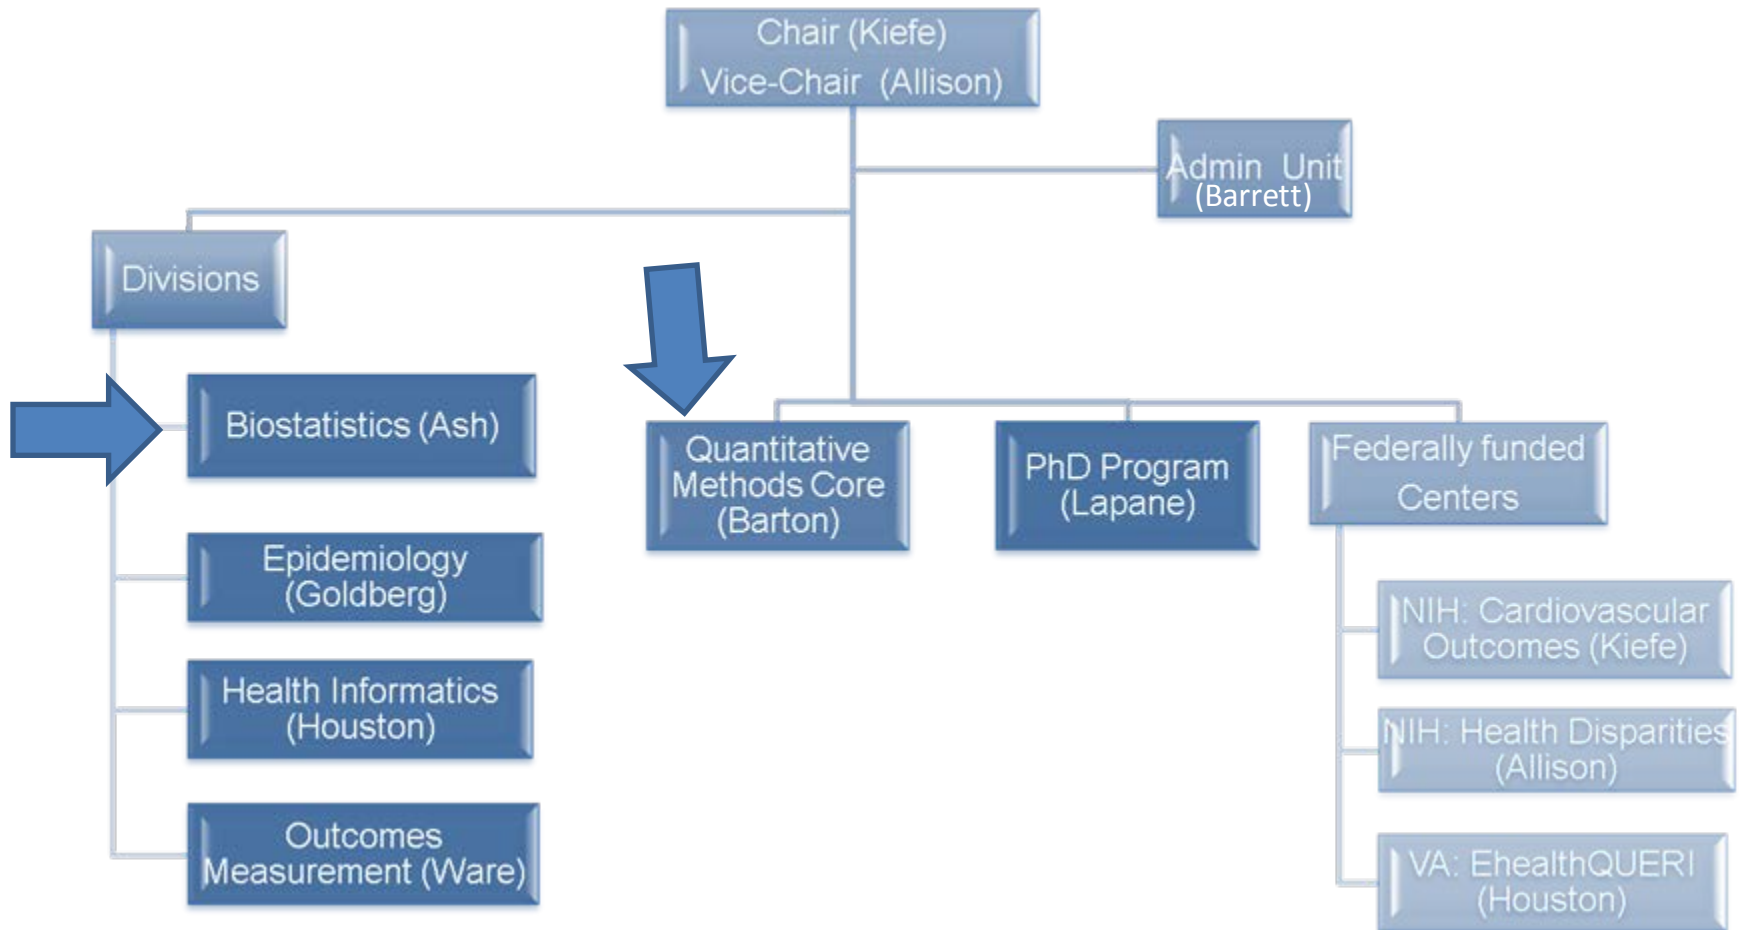 Chair (Kiefe)
Vice-Chair (Allison)
Admin Unit
(Barrett)
Divisions
Biostatistics (Ash)
Epidemiology
(Goldberg)
Health Informatics
(Houston)
Outcomes
Measurement (Ware)
Quantitative
Methods Core
(Barton)
PhD Program
(Lapane)
Federally funded
Centers
NIH: Cardiovascular
Outcomes (Kiefe)
NIH: Health Disparities
(Allison)
VA: EhealthQUERI
(Houston)